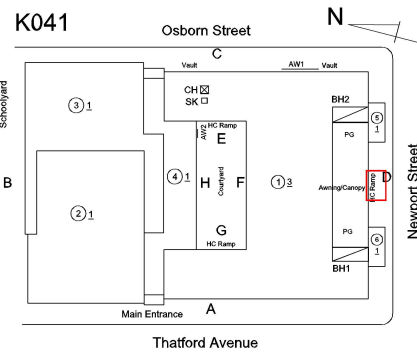 K041
Osborn Street
N
C
Vault
AW1
Vault
CH
SK
BH2
Schoolyard
3 1
AW2
HC Ramp
E
PG
5
1
B
4 1
H
Courtyard
F
1 3
Awning/Canopy
HC Ramp
D
Newport Street
2 1
G
HC Ramp
PG
6
1
BH1
Main Entrance
A
Thatford Avenue